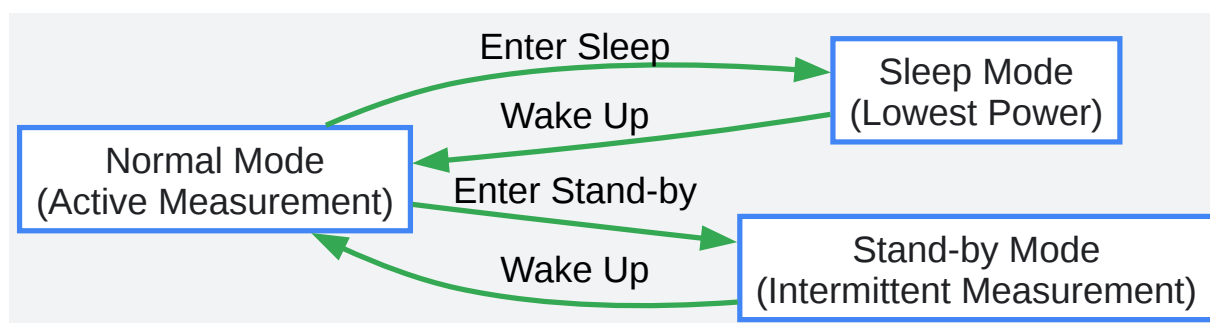 Enter Sleep
Sleep Mode
(Lowest Power)
Wake Up
Normal Mode
(Active Measurement)
Enter Stand-by
Stand-by Mode
(Intermittent Measurement)
Wake Up